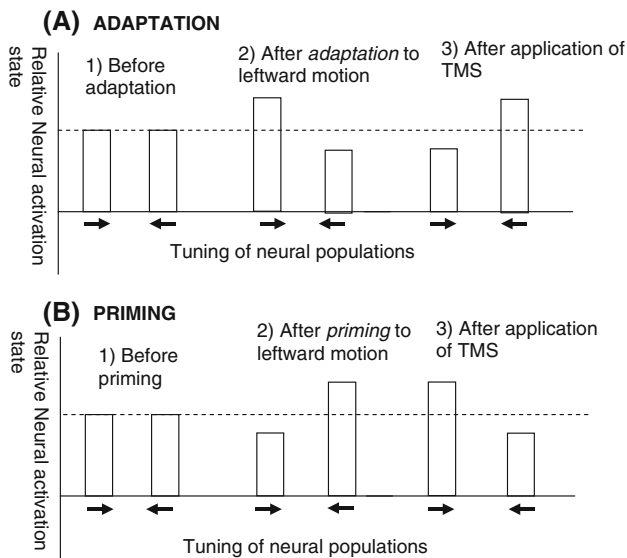 (A) ADAPTATION
Relative Neural activation
state
1) Before
adaptation
2) After adaptation to
leftward motion
3) After application of
TMS
Tuning of neural populations
(B) PRIMING
Relative Neural activation
state
1) Before
priming
2) After priming to
leftward motion
3) After application
of TMS
Tuning of neural populations